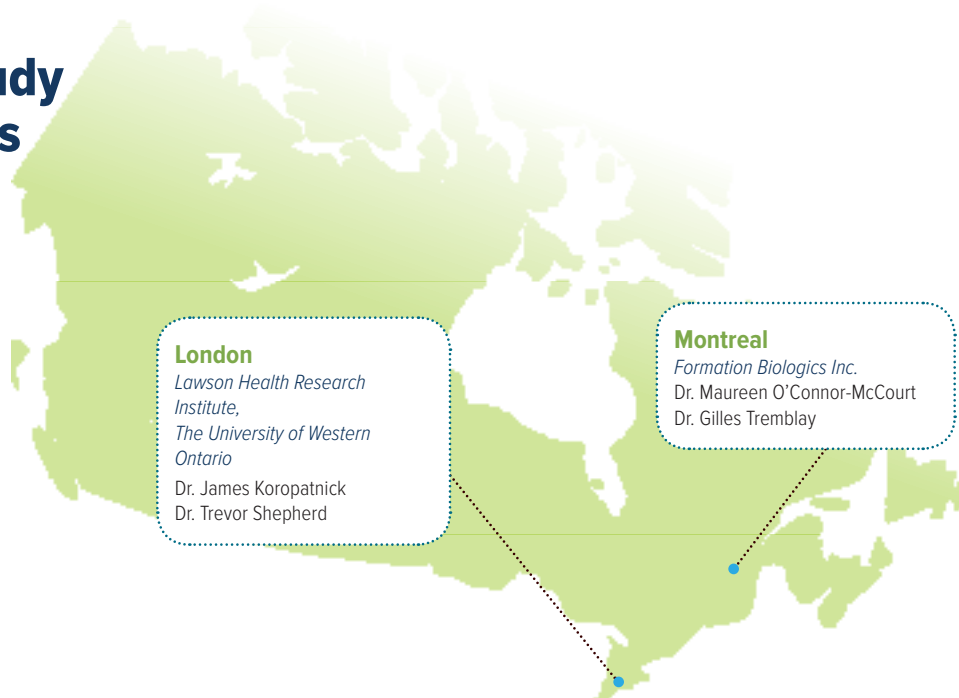 udy
s
London
Lawson Health Research
Institute,
The University of Western
Ontario
Dr. James Koropatnick
Dr. Trevor Shepherd
Montreal
Formation Biologics Inc.
Dr. Maureen O’Connor-McCourt
Dr. Gilles Tremblay